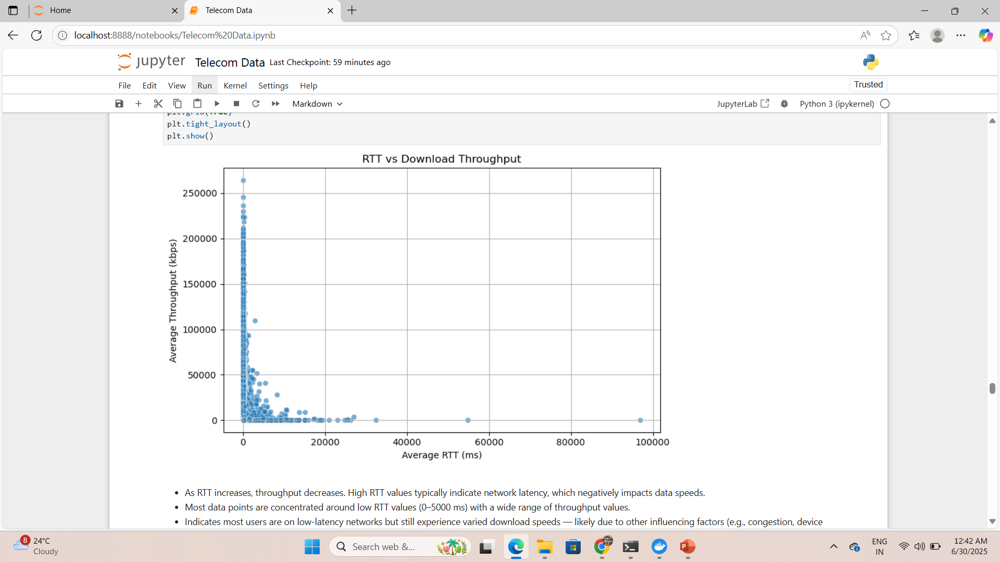 Home
Telecom Data
localhost:8888/notebooks/Telecom%20Data.ipynb
jupyter Telecom Data Last Checkpoint: 59 minutes ago
File Edit View Run Kernel Settings Help
Trusted
Markdown
JupyterLab
Python 3 (ipykernel)
plt.grid(True)
plt.tight_layout()
plt.show()
RTT vs Download Throughput
Average Throughput (kbps)
250000
200000
150000
100000
50000
0
0 20000 40000 60000 80000 100000
Average RTT (ms)
• As RTT increases, throughput decreases. High RTT values typically indicate network latency, which negatively impacts data speeds.
• Most data points are concentrated around low RTT values (0–5000 ms) with a wide range of throughput values.
• Indicates most users are on low-latency networks but still experience varied download speeds — likely due to other influencing factors (e.g., congestion, device
8
24°C
Cloudy
Search web &...
ENG
IN
12:42 AM
6/30/2025